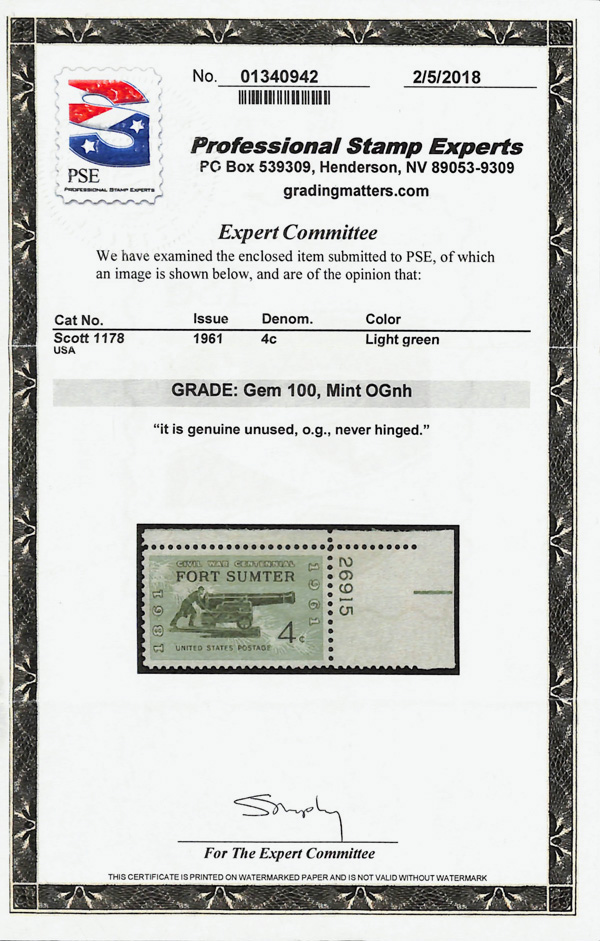 No. 01340942 2/5/2018
PSE
PROFESSIONAL STAMP EXPERTS
Professional Stamp Experts
PO Box 539309, Henderson, NV 89053-9309
gradingmatters.com
Expert Committee
We have examined the enclosed item submitted to PSE, of which
an image is shown below, and are of the opinion that:
Cat No. Issue Denom. Color
Scott 1178 1961 4c Light green
USA
GRADE: Gem 100, Mint OGnh
“it is genuine unused, o.g., never hinged.”
CIVIL WAR CENTENNIAL
FORT SUMTER
1861
1961
4c
UNITED STATES POSTAGE
26915
For The Expert Committee
THIS CERTIFICATE IS PRINTED ON WATERMARKED PAPER AND IS NOT VALID WITHOUT WATERMARK